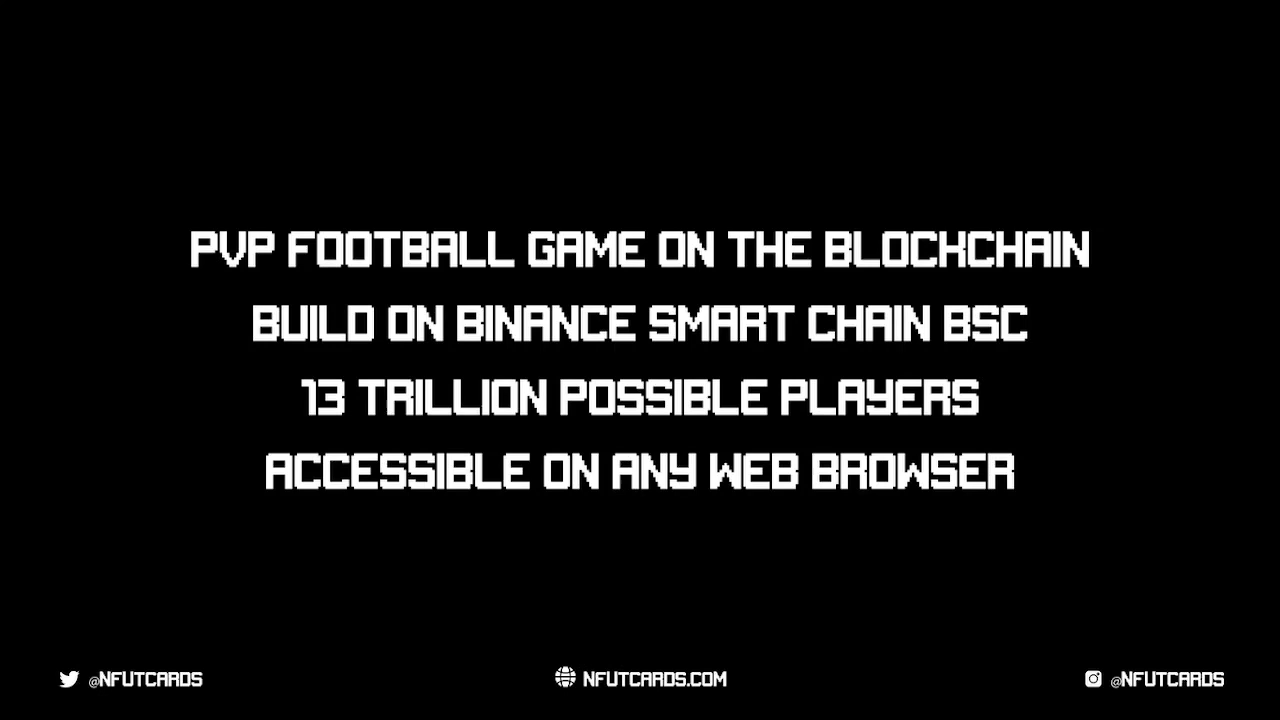 PVP FOOTBALL GAME ON THE BLOCKCHAIN
BUILD ON BINANCE SMART CHAIN BSC
13 TRILLION POSSIBLE PLAYERS
ACCESSIBLE ON ANY WEB BROWSER
@NFUTCARDS
NFUTCARDS.COM
@NFUTCARDS